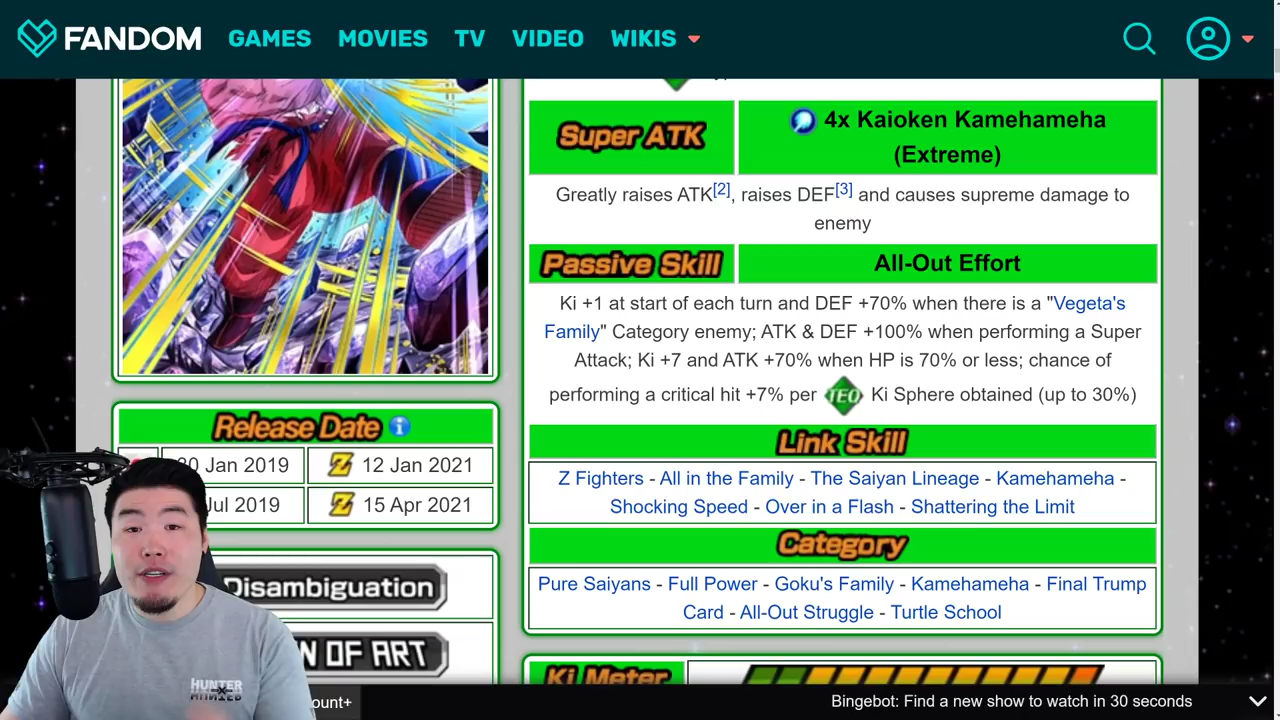 FANDOM GAMES MOVIES TV VIDEO WIKIS
Super ATK
4x Kaioken Kamehameha
(Extreme)
Greatly raises ATK[2], raises DEF[3] and causes supreme damage to
enemy
Passive Skill
All-Out Effort
Ki +1 at start of each turn and DEF +70% when there is a "Vegeta's
Family" Category enemy; ATK & DEF +100% when performing a Super
Attack; Ki +7 and ATK +70% when HP is 70% or less; chance of
performing a critical hit +7% per TEQ Ki Sphere obtained (up to 30%)
Link Skill
Z Fighters - All in the Family - The Saiyan Lineage - Kamehameha -
Shocking Speed - Over in a Flash - Shattering the Limit
Category
Pure Saiyans - Full Power - Goku's Family - Kamehameha - Final Trump
Card - All-Out Struggle - Turtle School
Ki Meter
Release Date i
Jan 2019
Z 12 Jan 2021
Jul 2019
Z 15 Apr 2021
Disambiguation
OF ART
HUNTER
HUNTER
ount+
Bingebot: Find a new show to watch in 30 seconds